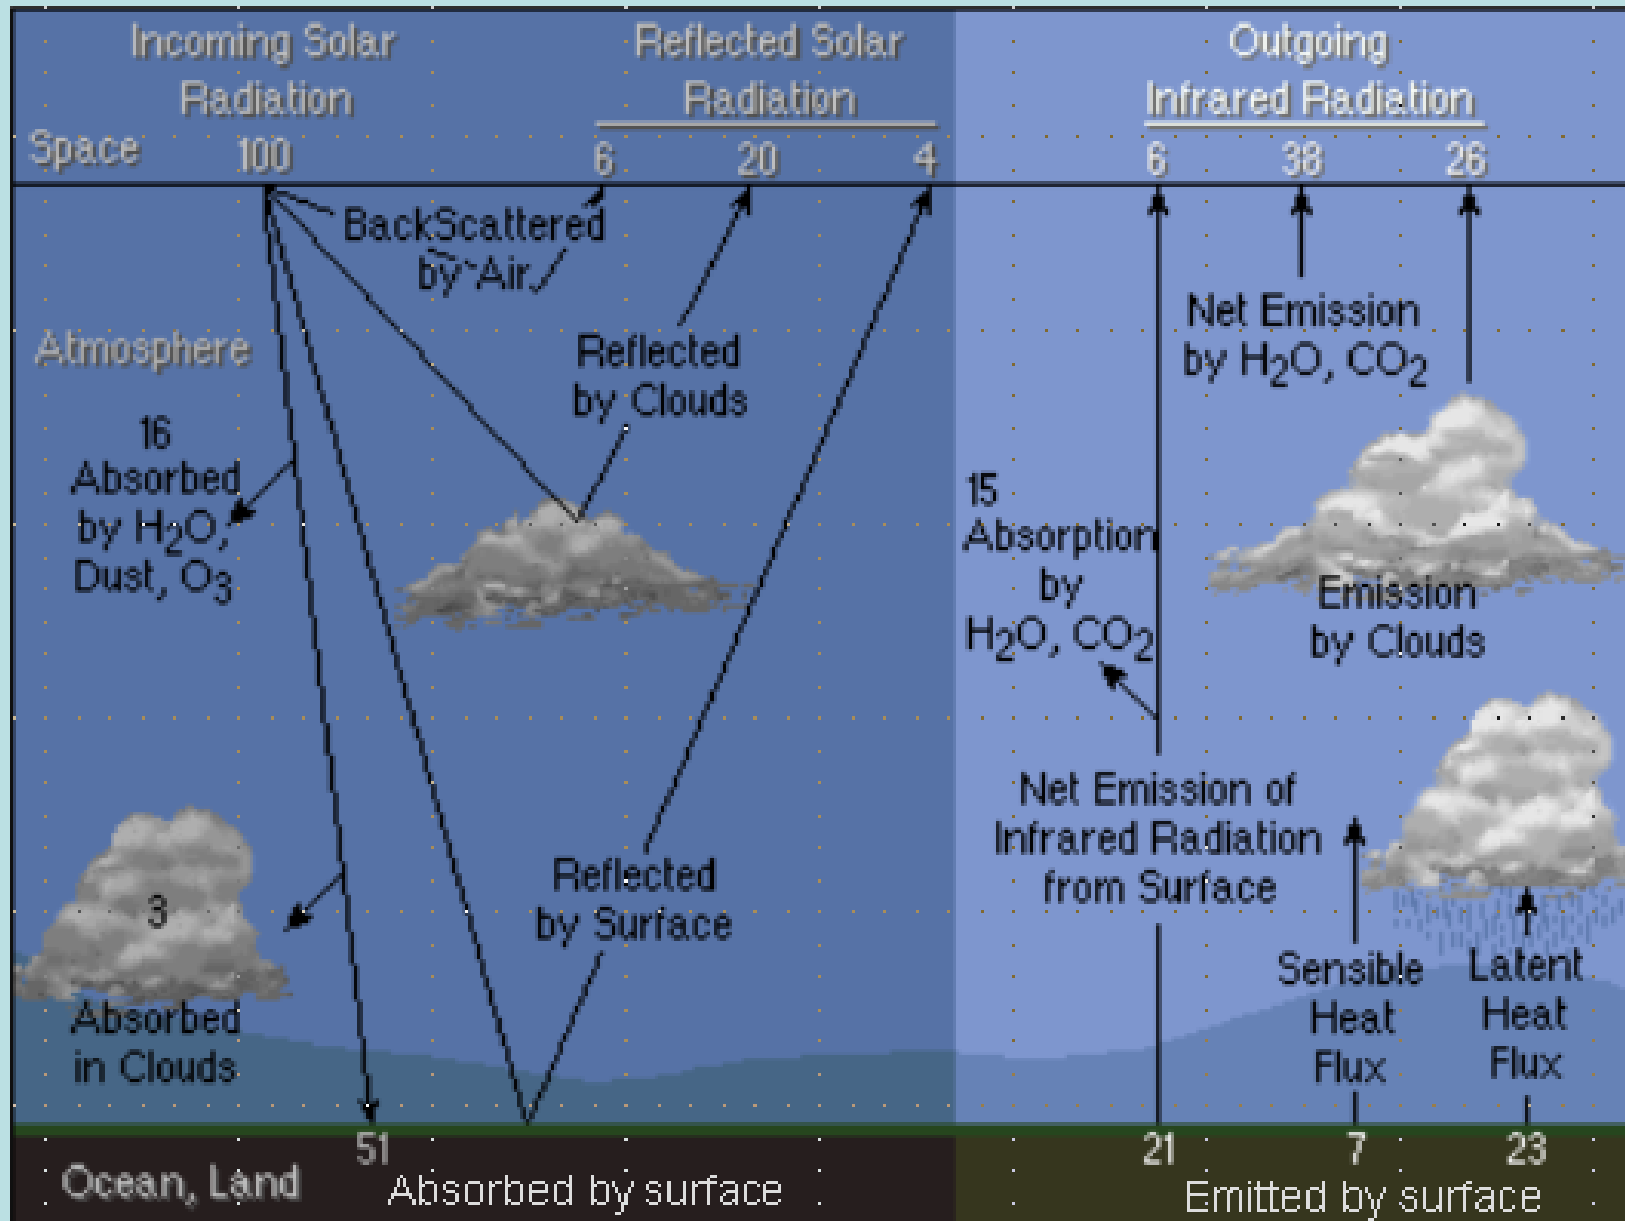 Incoming Solar
Radiation
Reflected Solar
Radiation
Outgoing
Infrared Radiation
Space
100
6
20
4
6
38
26
BackScattered
by Air
Atmosphere
Reflected
by Clouds
Net Emission
by H₂O, CO₂
16
Absorbed
by H₂O,
Dust, O₃
15
Absorption
by
H₂O, CO₂
Emission
by Clouds
Net Emission of
Infrared Radiation
from Surface
3
Absorbed
in Clouds
Reflected
by Surface
Sensible
Heat
Flux
Latent
Heat
Flux
51
21
7
23
Ocean, Land
Absorbed by surface
Emitted by surface